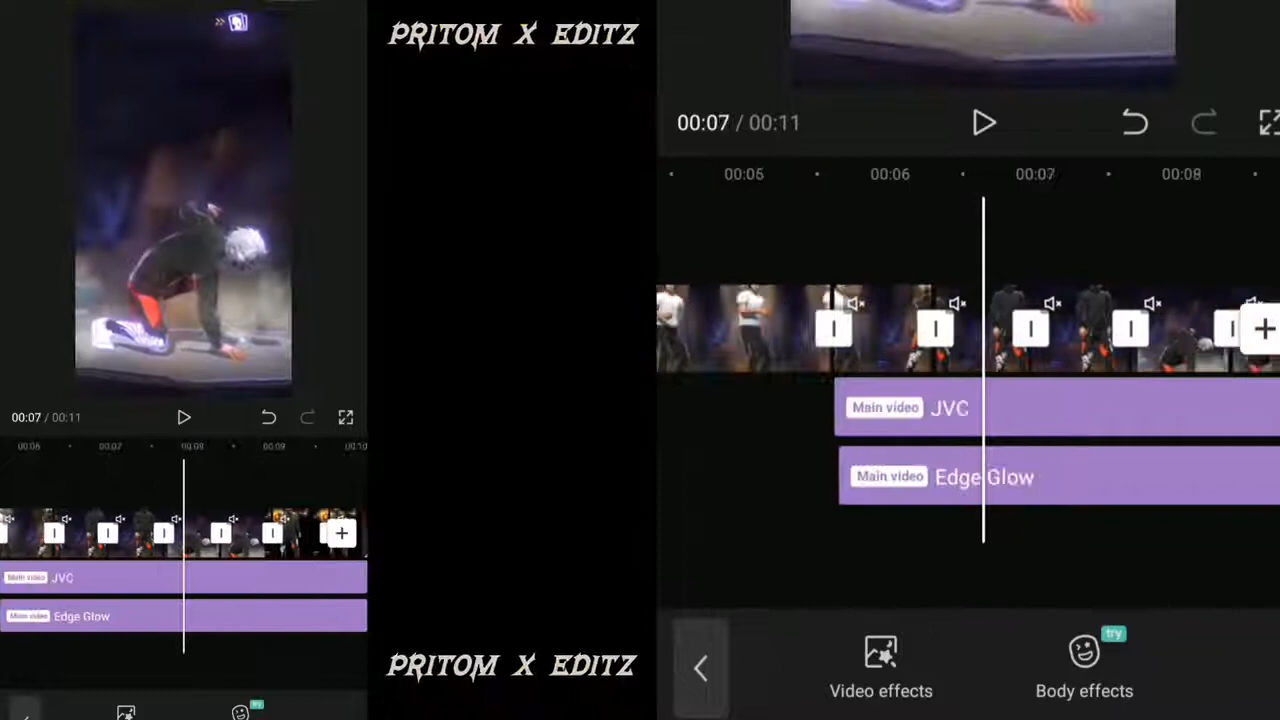 PRITOM X EDITZ
00:07 / 00:11
00:06 00:07 00:08 00:09 00:10
Main video JVC
Main video Edge Glow
try
PRITOM X EDITZ
00:07 / 00:11
00:05 00:06 00:07 00:08
Main video JVC
Main video Edge Glow
try
Video effects Body effects